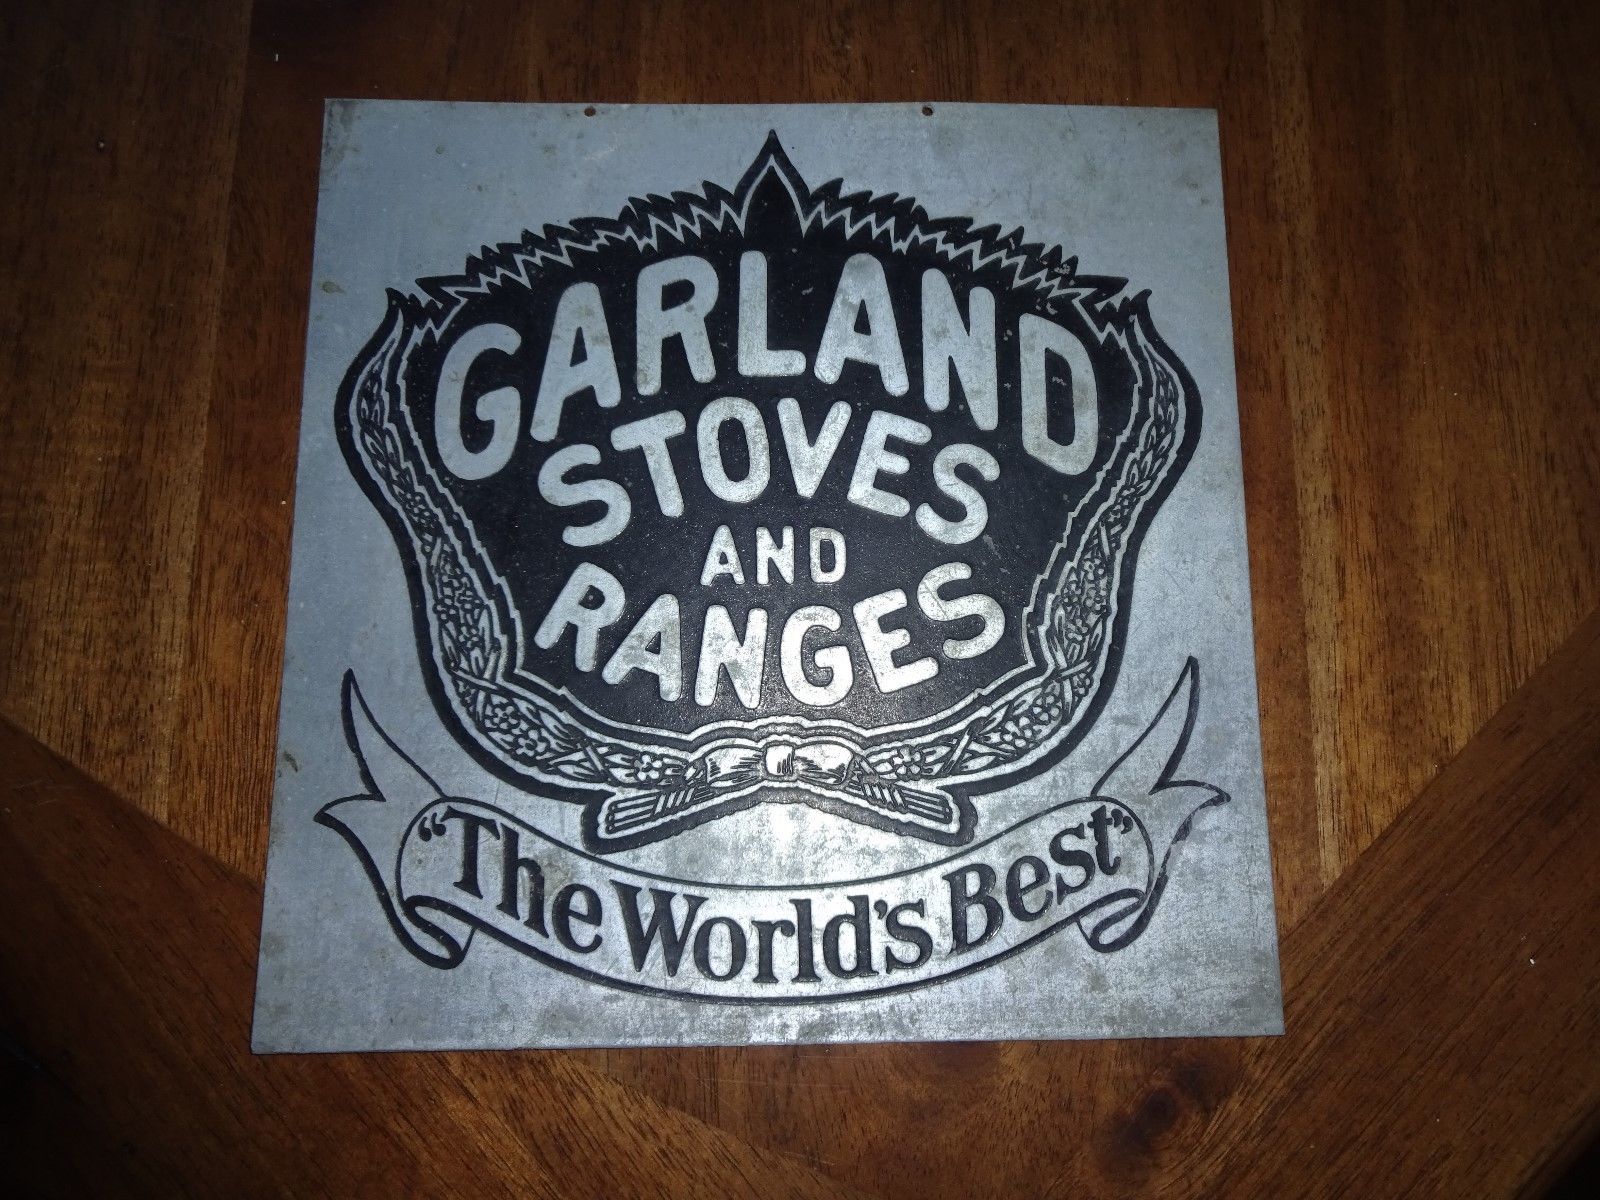 GARLAND
STOVES
AND
RANGES
"The World's Best"